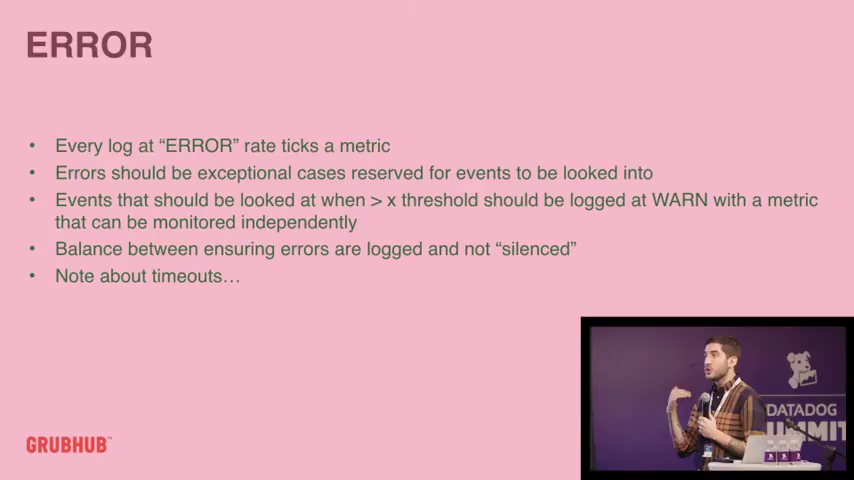 ERROR
• Every log at “ERROR” rate ticks a metric
• Errors should be exceptional cases reserved for events to be looked into
• Events that should be looked at when > x threshold should be logged at WARN with a metric
that can be monitored independently
• Balance between ensuring errors are logged and not “silenced”
• Note about timeouts…
GRUBHUB™
DATADOG
UMMIT